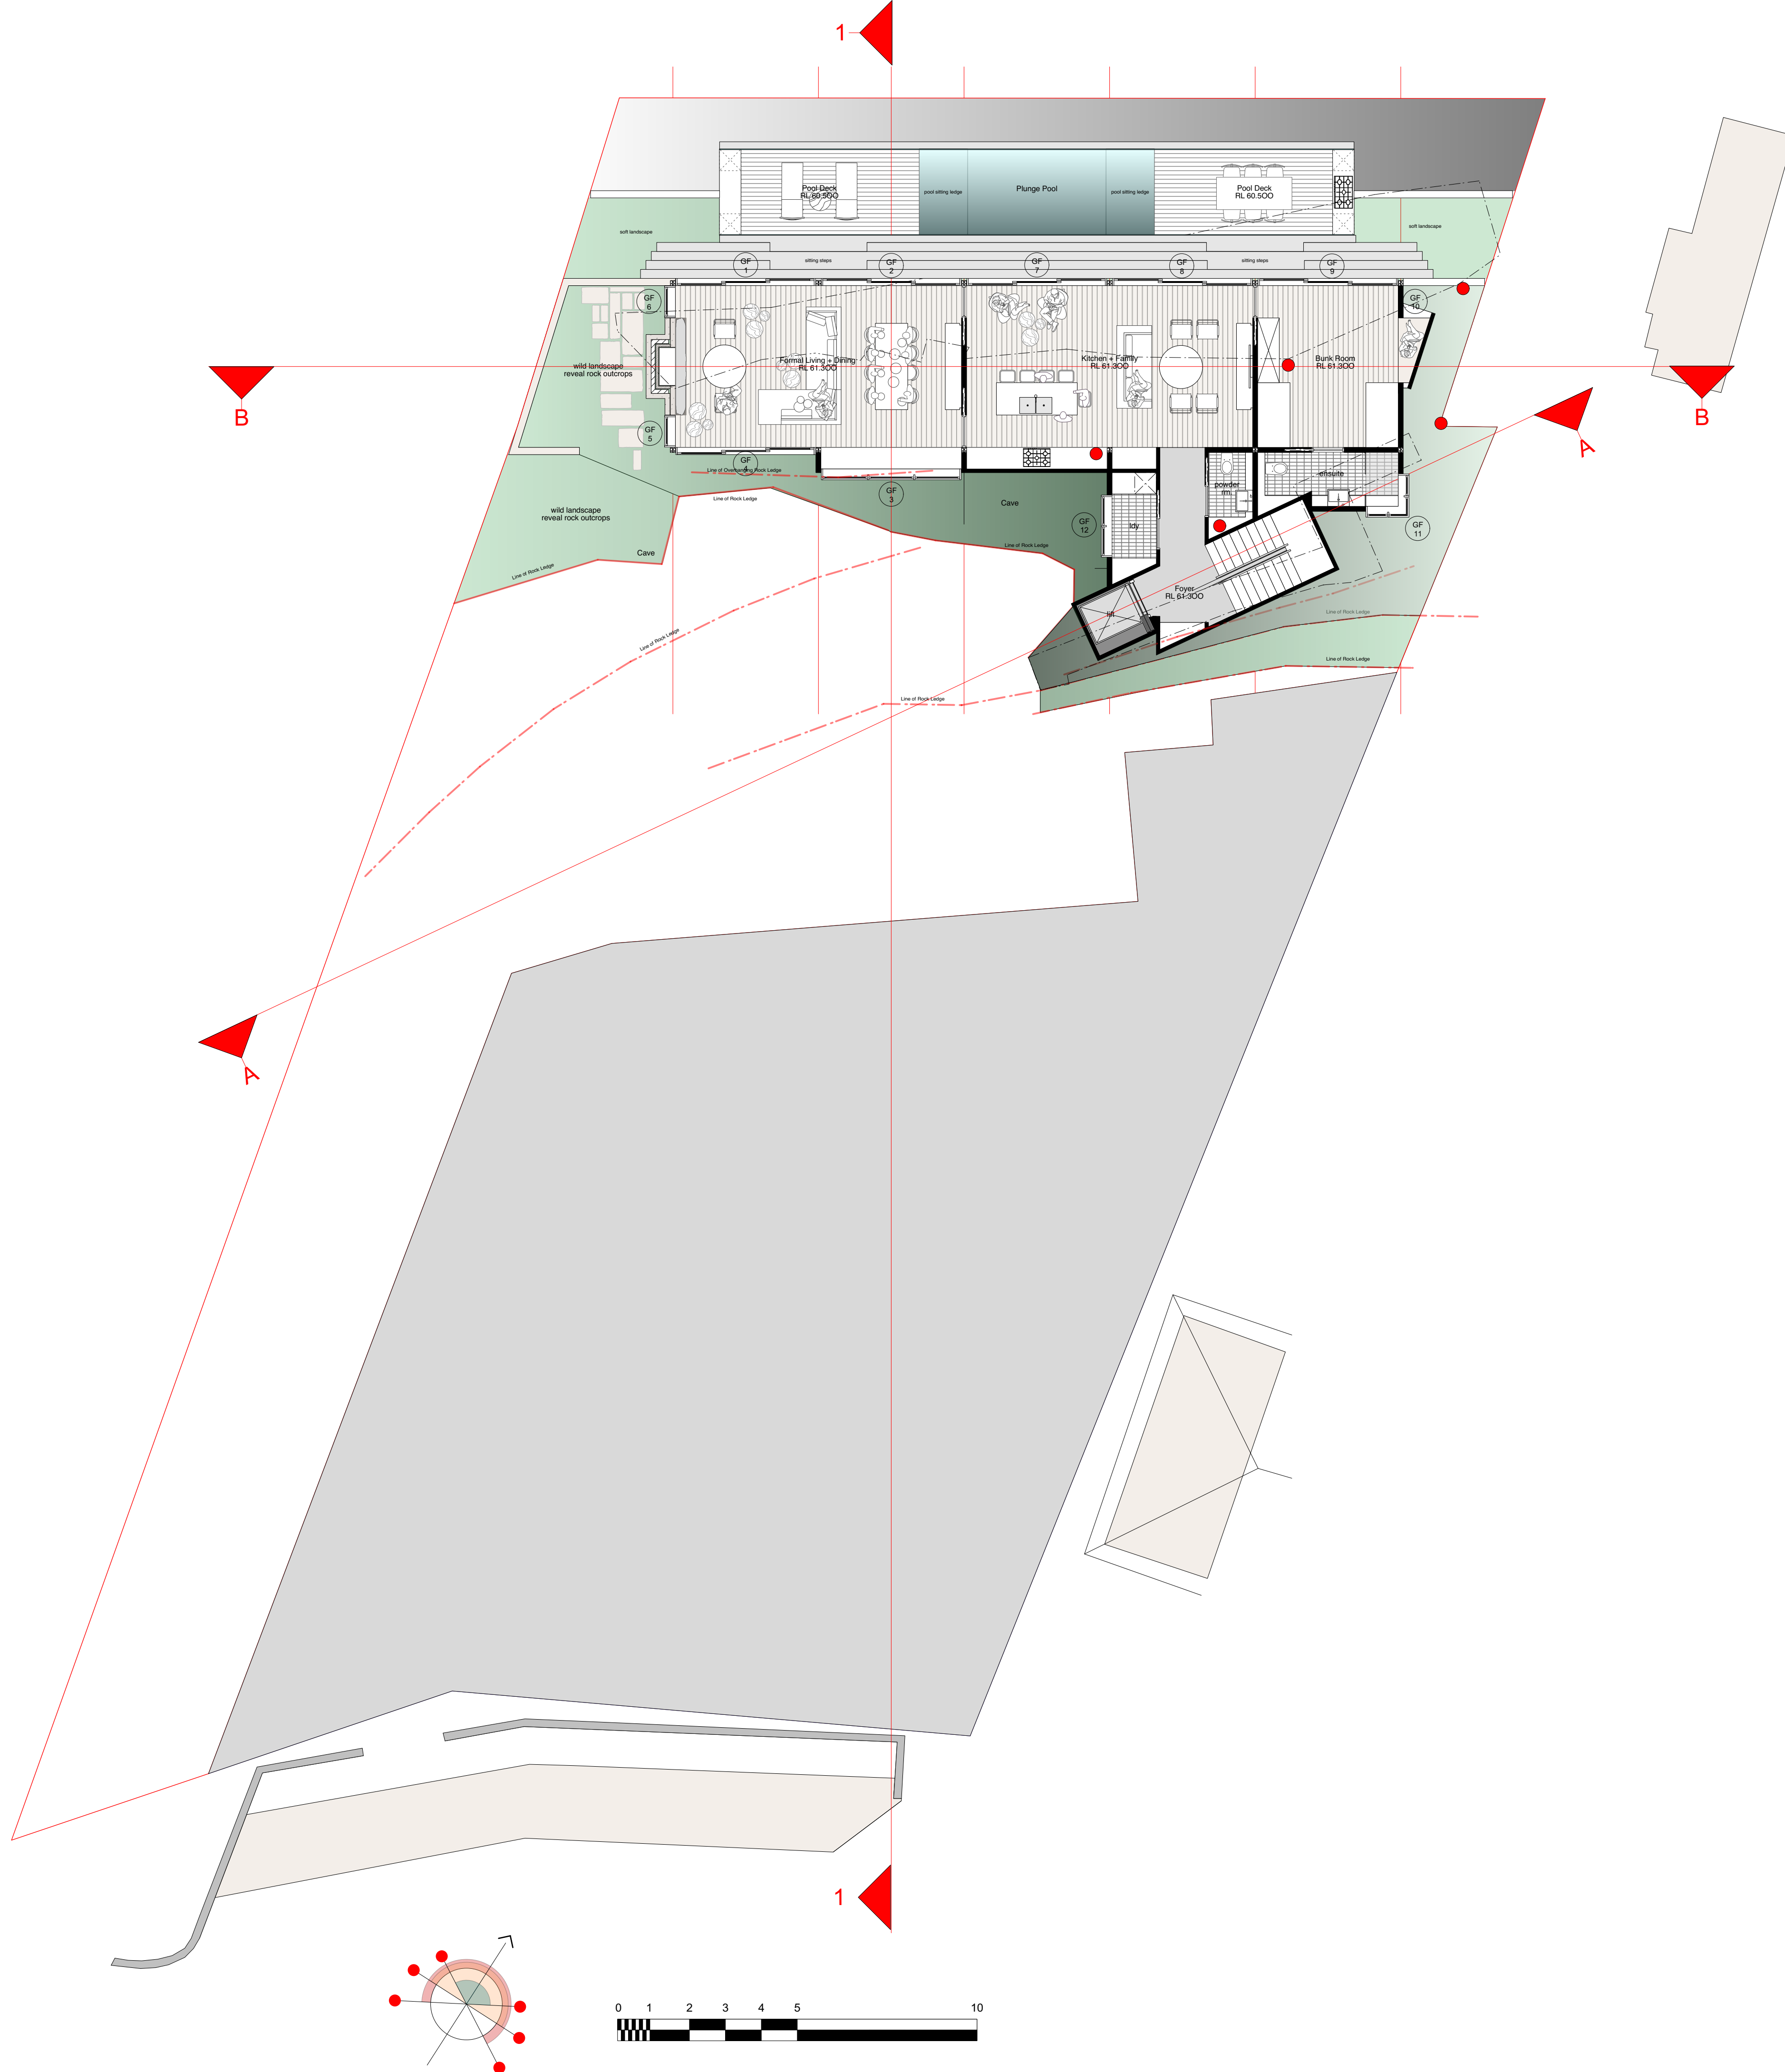 1
Pool Deck
RL 60.5OO
pool sitting ledge
Plunge Pool
pool sitting ledge
Pool Deck
RL 60.5OO
soft landscape
soft landscape
sitting steps
sitting steps
GF
1
GF
2
GF
7
GF
8
GF
9
GF
6
GF
10
Formal Living + Dining
RL 61.3OO
Kitchen + Family
RL 61.3OO
Bunk Room
RL 61.3OO
wild landscape
reveal rock outcrops
B
B
A
GF
5
GF
4
Line of Overhanging Rock Ledge
Line of Rock Ledge
GF
3
Cave
powder
rm.
ensuite
wild landscape
reveal rock outcrops
GF
12
ldy
GF
11
Cave
Line of Rock Ledge
Line of Rock Ledge
Foyer
RL 61.3OO
lift
Line of Rock Ledge
Line of Rock Ledge
Line of Rock Ledge
Line of Rock Ledge
A
1
0 1 2 3 4 5 10